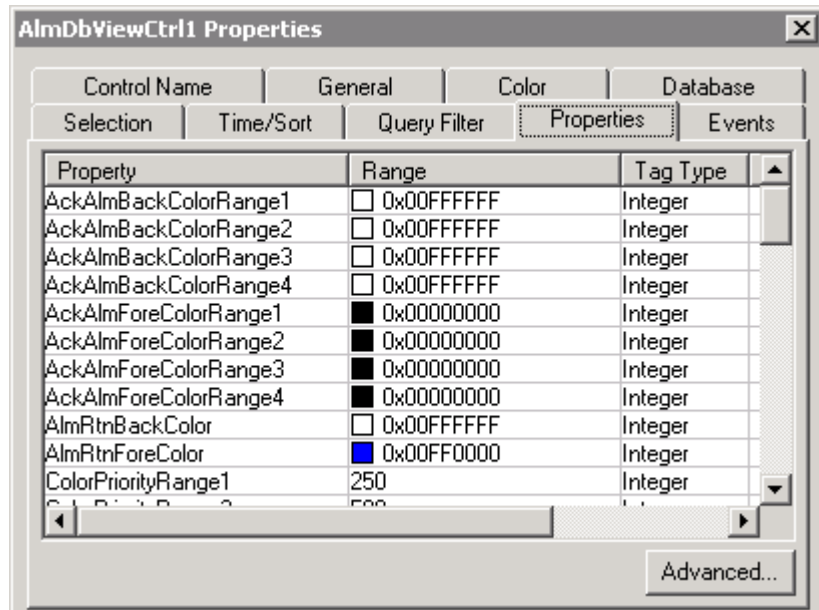 AlmDbViewCtrl1 Properties
Control Name General Color Database
Selection Time/Sort Query Filter Properties Events
Property Range Tag Type
AckAlmBackColorRange1 0x00FFFFFF Integer
AckAlmBackColorRange2 0x00FFFFFF Integer
AckAlmBackColorRange3 0x00FFFFFF Integer
AckAlmBackColorRange4 0x00FFFFFF Integer
AckAlmForeColorRange1 0x00000000 Integer
AckAlmForeColorRange2 0x00000000 Integer
AckAlmForeColorRange3 0x00000000 Integer
AckAlmForeColorRange4 0x00000000 Integer
AlmRtnBackColor 0x00FFFFFF Integer
AlmRtnForeColor 0x00FF0000 Integer
ColorPriorityRange1 250 Integer
Advanced...